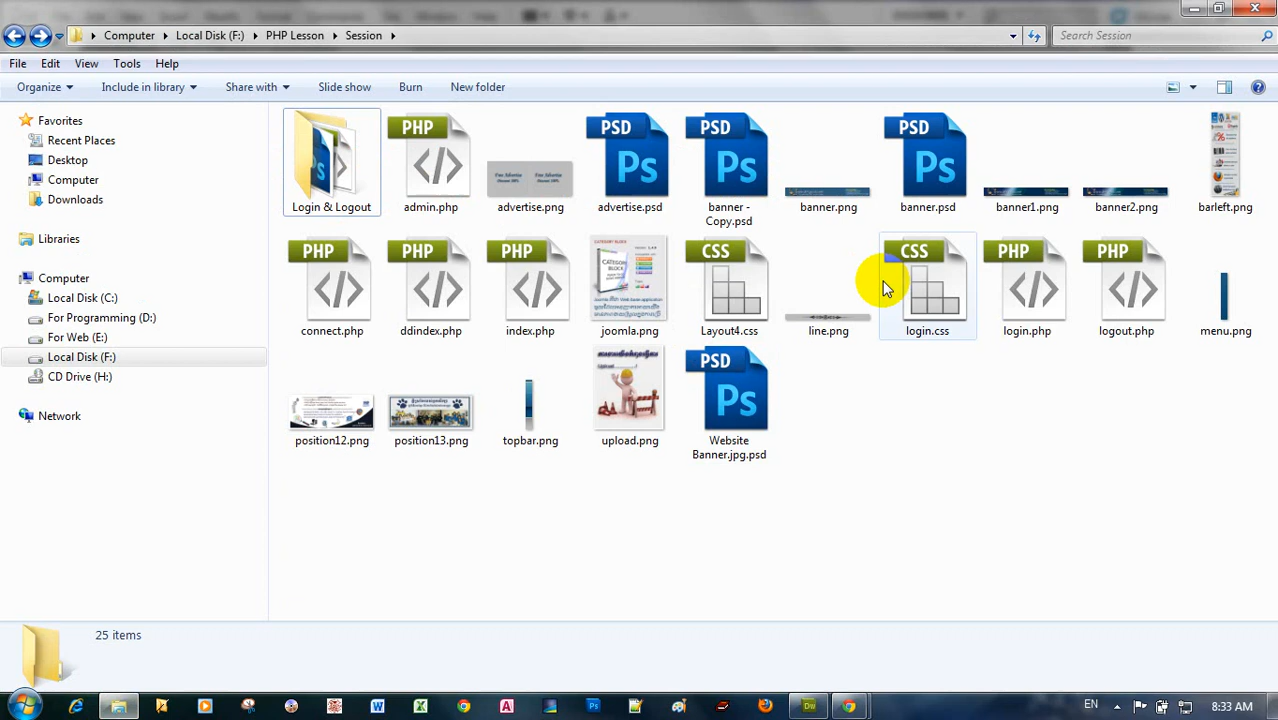 Computer Local Disk (F:) PHP Lesson Session
Search Session
File Edit View Tools Help
Organize Include in library Share with Slide show Burn New folder
Favorites
Recent Places
Desktop
Computer
Downloads
Libraries
Computer
Local Disk (C:)
For Programming (D:)
For Web (E:)
Local Disk (F:)
CD Drive (H:)
Network
PHP PSD PSD PSD
Ps Ps Ps
Login & Logout admin.php advertise.png advertise.psd banner - Copy.psd banner.png banner.psd banner1.png banner2.png barleft.png
PHP PHP PHP CSS CSS PHP PHP
CATEGORY BLOCK
connect.php ddindex.php index.php joomla.png Layout4.css line.png login.css login.php logout.php menu.png
PSD
Ps
position12.png position13.png topbar.png upload.png Website Banner.jpg.psd
25 items
EN 8:33 AM